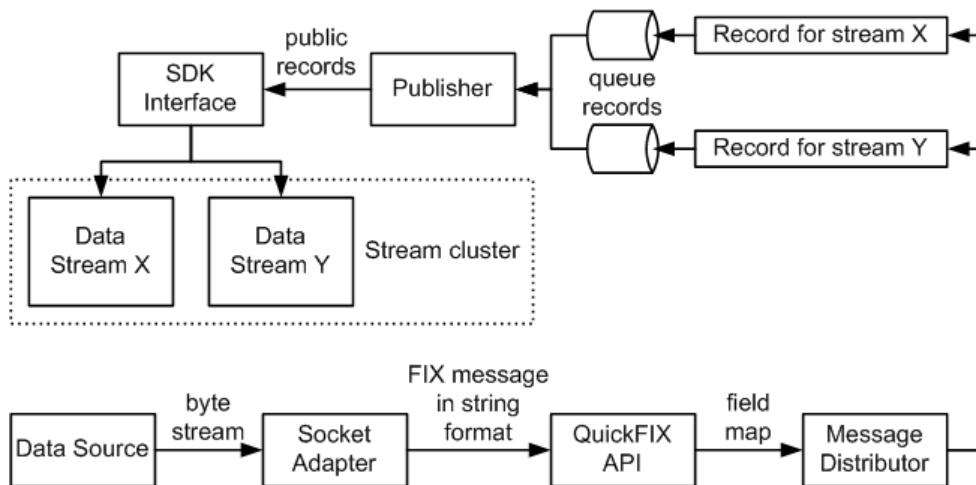 public
records
SDK
Interface
Publisher
queue
records
Record for stream X
Record for stream Y
Data
Stream X
Data
Stream Y
Stream cluster
Data Source
byte
stream
Socket
Adapter
FIX message
in string
format
QuickFIX
API
field
map
Message
Distributor